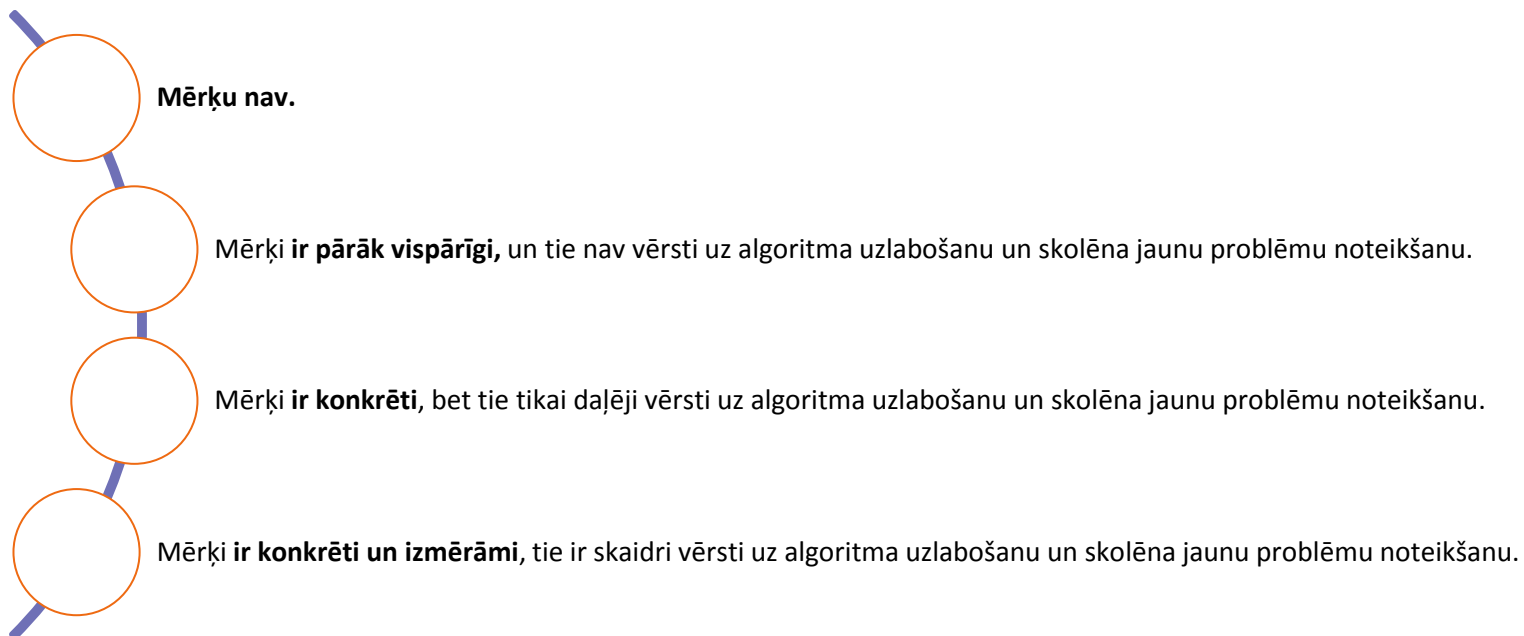 Mērķu nav.
Mērķi ir pārāk vispārīgi, un tie nav vērsti uz algoritma uzlabošanu un skolēna jaunu problēmu noteikšanu.
Mērķi ir konkrēti, bet tie tikai daļēji vērsti uz algoritma uzlabošanu un skolēna jaunu problēmu noteikšanu.
Mērķi ir konkrēti un izmērāmi, tie ir skaidri vērsti uz algoritma uzlabošanu un skolēna jaunu problēmu noteikšanu.